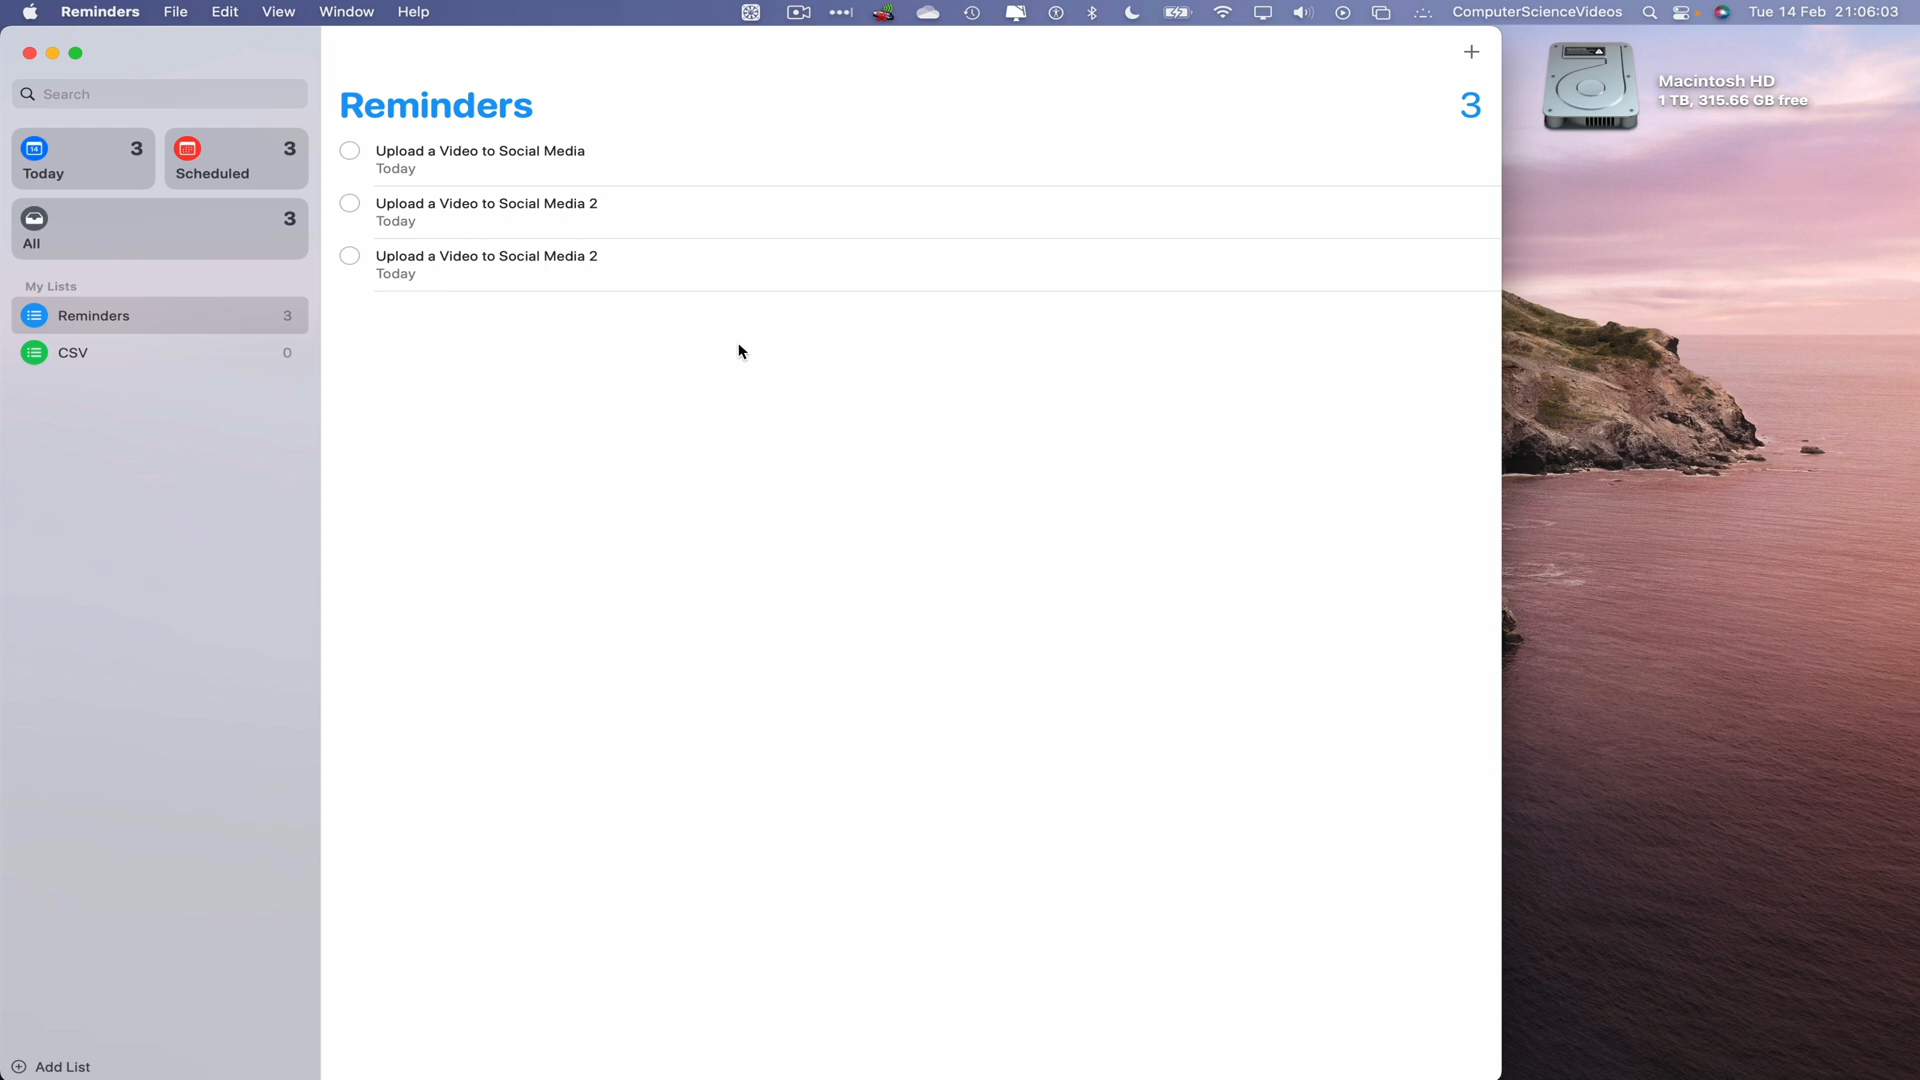 Reminders File Edit View Window Help ComputerScienceVideos Tue 14 Feb 21:06:03
Search
14 3
Today
3
Scheduled
3
All
My Lists
Reminders 3
CSV 0
Add List
Reminders 3
Upload a Video to Social Media
Today
Upload a Video to Social Media 2
Today
Upload a Video to Social Media 2
Today
Macintosh HD
1 TB, 315.66 GB free